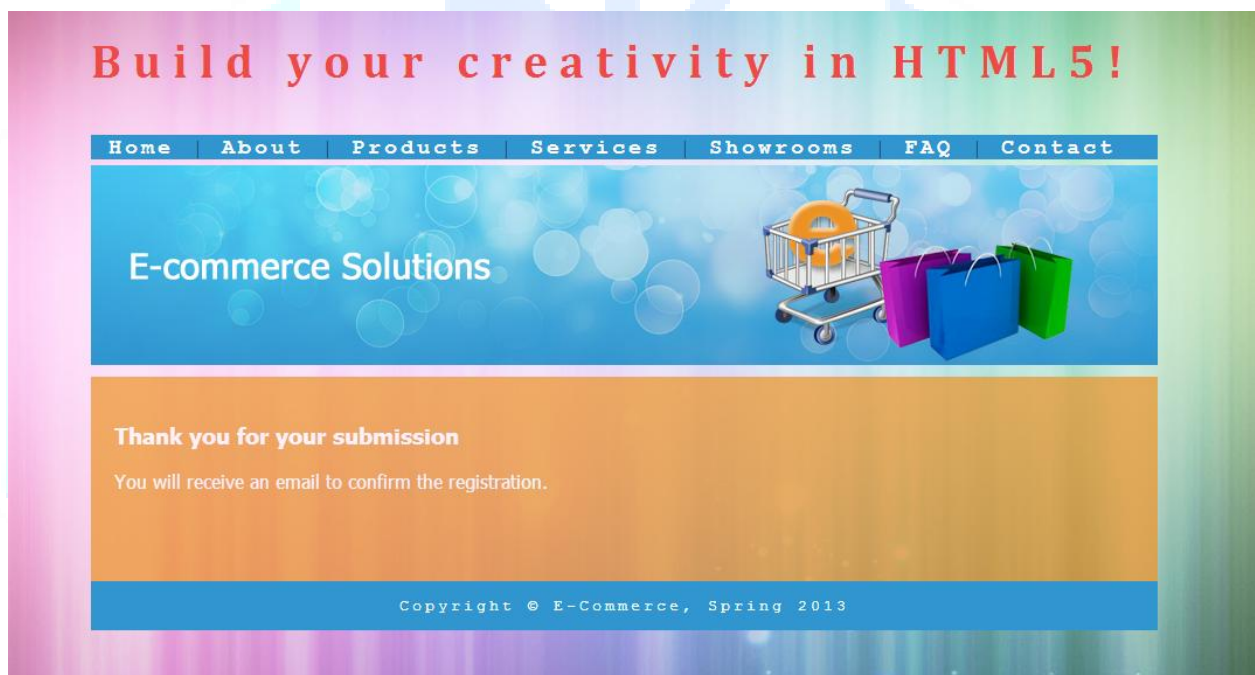 Build your creativity in HTML5!
Home | About | Products | Services | Showrooms | FAQ | Contact
E-commerce Solutions
e
Thank you for your submission
You will receive an email to confirm the registration.
Copyright © E-Commerce, Spring 2013